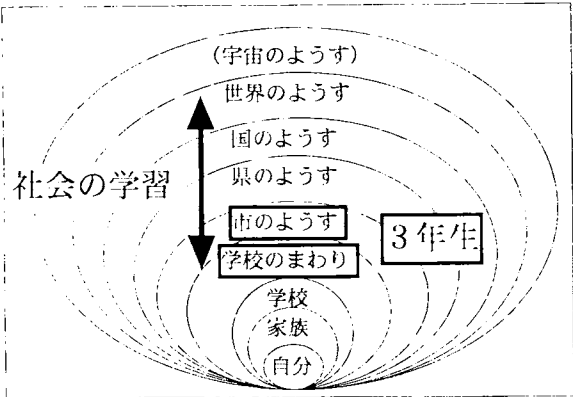 (宇宙のようす)
世界のようす
国のようす
県のようす
社会の学習
市のようす
3年生
学校のまわり
学校
家族
自分